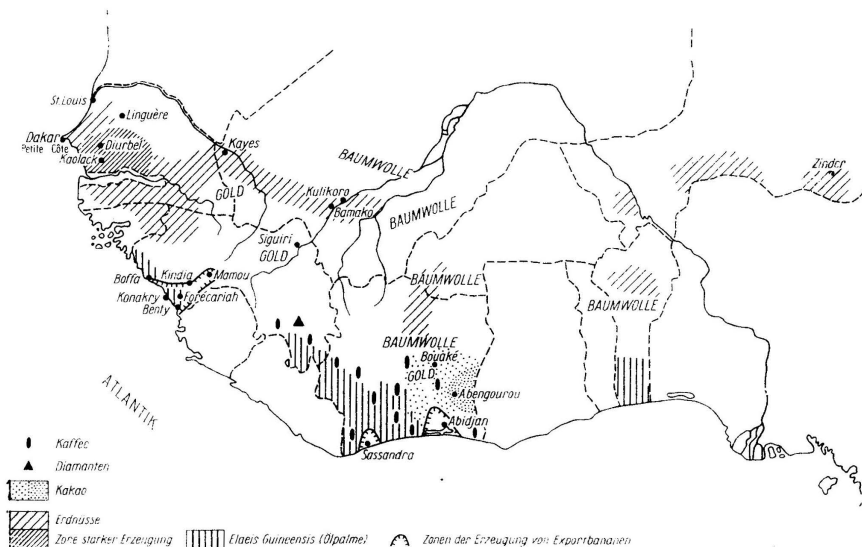 St.Louis
Linguère
Dakar
Petite Côte
Diurbel
Kaolack
Kayes
BAUMWOLLE
Zinder
GOLD
Kulikoro
Bamako
BAUMWOLLE
Siguiri
GOLD
Boffa
Kindia
Mamou
Konakry
Forécariah
Benty
BAUMWOLLE
BAUMWOLLE
BAUMWOLLE
Bouaké
GOLD
Abengourou
ATLANTIK
Abidjan
Sassandra
Kaffee
Diamanten
Kakao
Erdnüsse
Zone starker Erzeugung
Elaeis Guineensis (Ölpalme)
Zonen der Erzeugung von Exportbananen